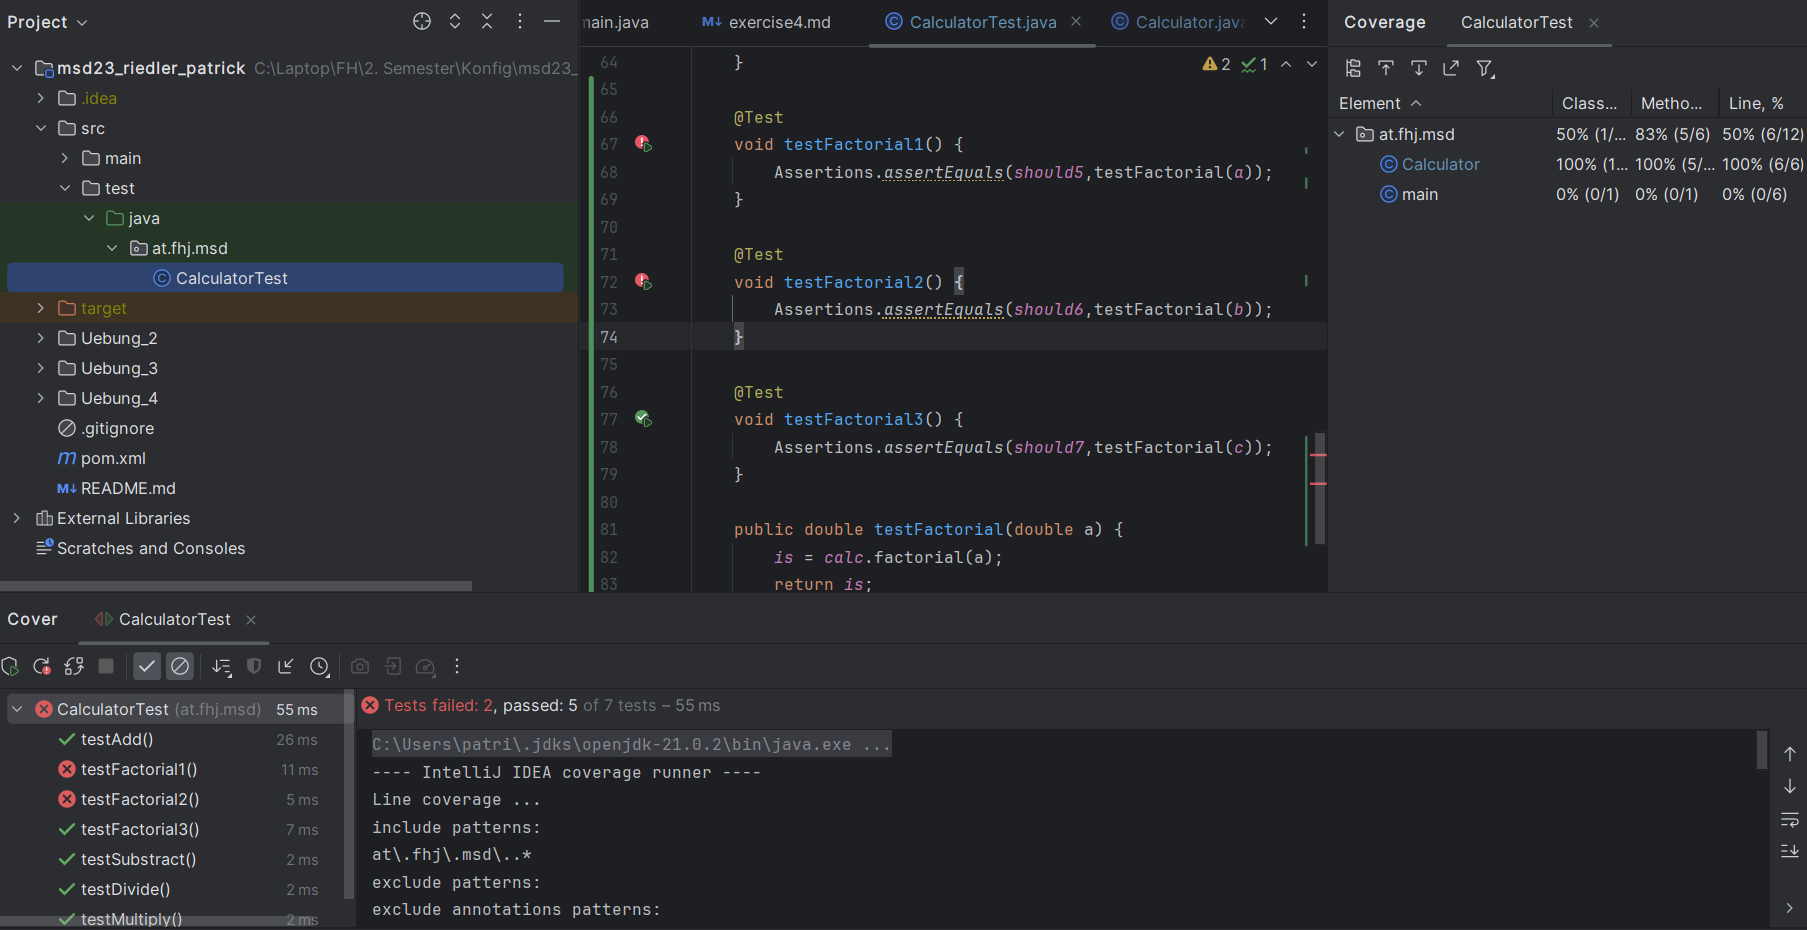 Project
msd23_riedler_patrick C:\Laptop\FH\2. Semester\Konfig\msd23_
.idea
src
main
test
java
at.fhj.msd
CalculatorTest
target
Uebung_2
Uebung_3
Uebung_4
.gitignore
pom.xml
README.md
External Libraries
Scratches and Consoles
main.java
exercise4.md
CalculatorTest.java
Calculator.java
2 1
64 }
65
66 @Test
67 void testFactorial1() {
68 Assertions.assertEquals(should5,testFactorial(a));
69 }
70
71 @Test
72 void testFactorial2() {
73 Assertions.assertEquals(should6,testFactorial(b));
74 }
75
76 @Test
77 void testFactorial3() {
78 Assertions.assertEquals(should7,testFactorial(c));
79 }
80
81 public double testFactorial(double a) {
82 is = calc.factorial(a);
83 return is;
Coverage CalculatorTest
Element Class... Metho... Line, %
at.fhj.msd 50% (1/... 83% (5/6) 50% (6/12)
Calculator 100% (1... 100% (5/... 100% (6/6)
main 0% (0/1) 0% (0/1) 0% (0/6)
Cover CalculatorTest
CalculatorTest (at.fhj.msd) 55 ms
testAdd() 26 ms
testFactorial1() 11 ms
testFactorial2() 5 ms
testFactorial3() 7 ms
testSubstract() 2 ms
testDivide() 2 ms
testMultiply() 2 ms
Tests failed: 2, passed: 5 of 7 tests – 55 ms
C:\Users\patri\.jdks\openjdk-21.0.2\bin\java.exe ...
---- IntelliJ IDEA coverage runner ----
Line coverage ...
include patterns:
at\.fhj\.msd\..*
exclude patterns:
exclude annotations patterns: